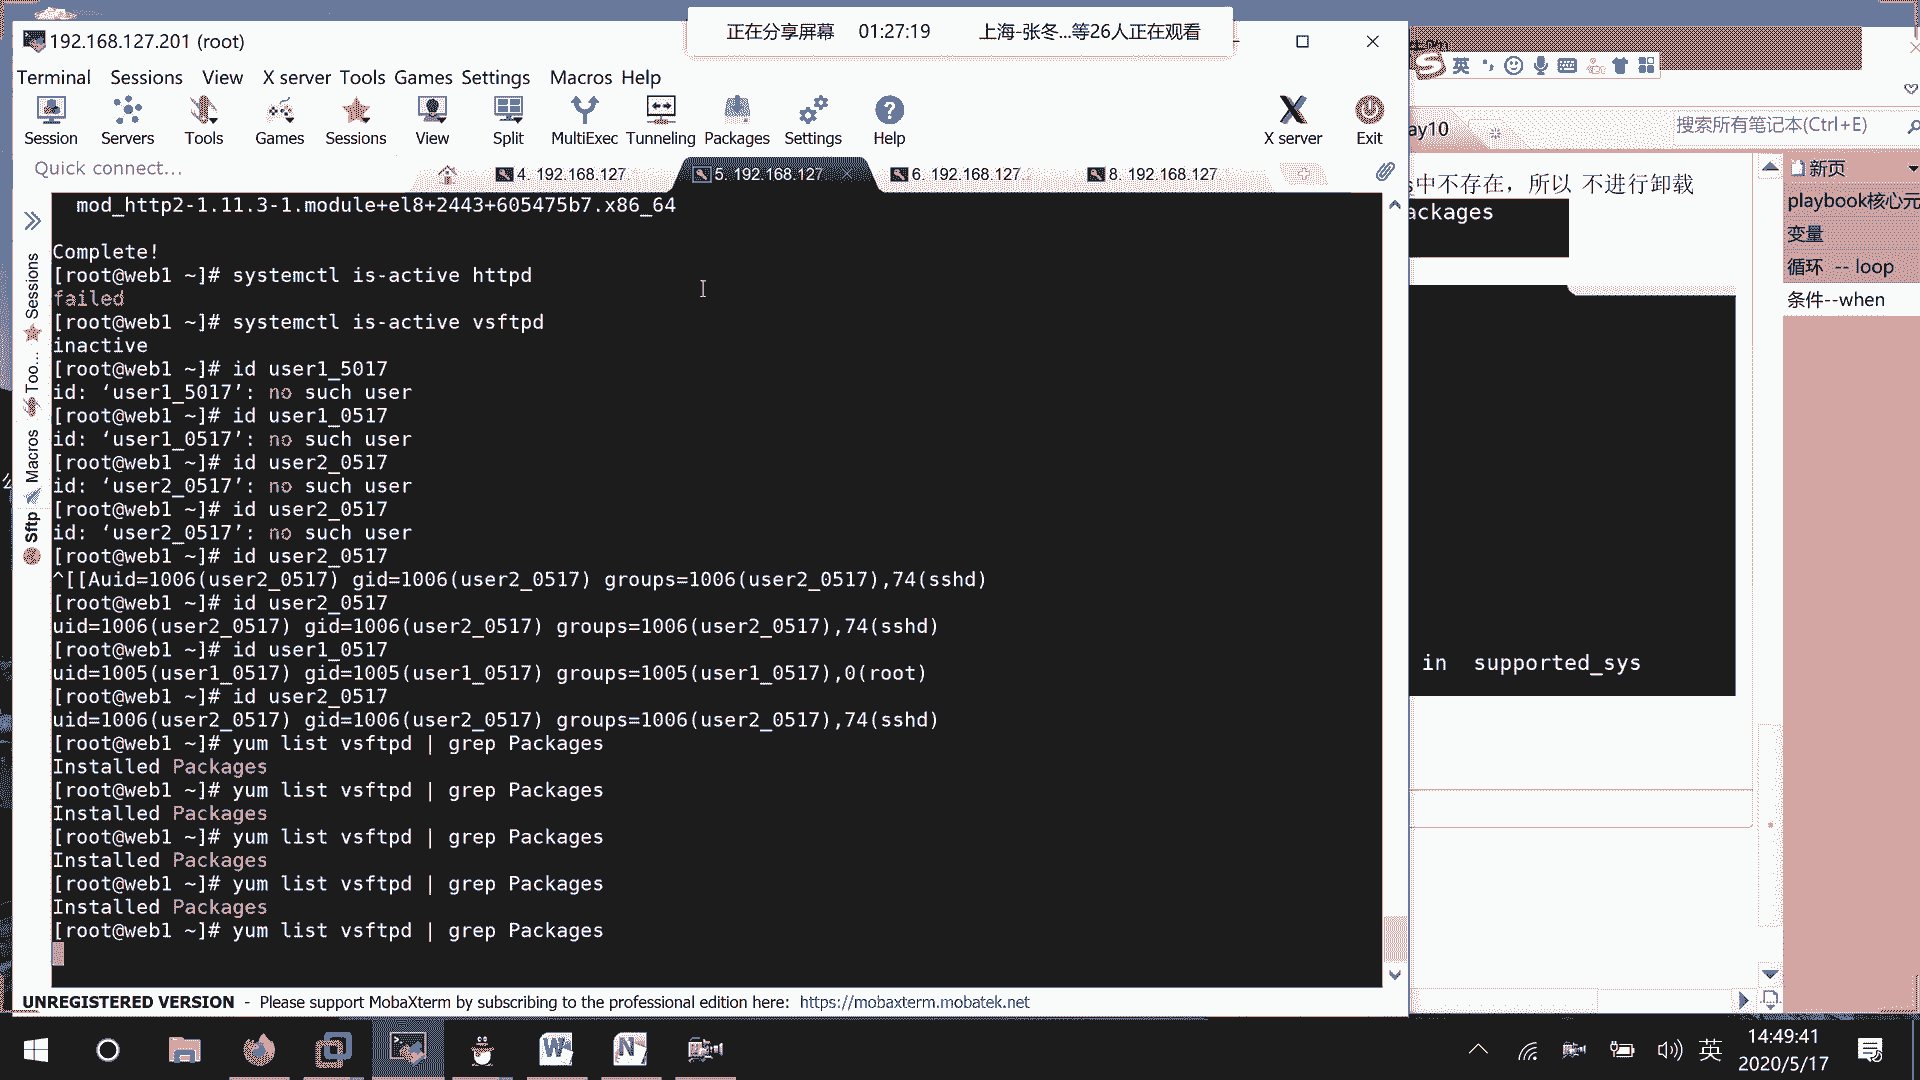 192.168.127.201 (root)
正在分享屏幕 01:27:19 上海-张冬...等26人正在观看
Terminal Sessions View X server Tools Games Settings Macros Help
Session Servers Tools Games Sessions View Split MultiExec Tunneling Packages Settings Help X server Exit
Quick connect...
4. 192.168.127 5. 192.168.127 6. 192.168.127. 8. 192.168.127
mod_http2-1.11.3-1.module+el8+2443+605475b7.x86_64
Complete!
[root@web1 ~]# systemctl is-active httpd
failed
[root@web1 ~]# systemctl is-active vsftpd
inactive
[root@web1 ~]# id user1_5017
id: ‘user1_5017’: no such user
[root@web1 ~]# id user1_0517
id: ‘user1_0517’: no such user
[root@web1 ~]# id user2_0517
id: ‘user2_0517’: no such user
[root@web1 ~]# id user2_0517
id: ‘user2_0517’: no such user
[root@web1 ~]# id user2_0517
^[[Auid=1006(user2_0517) gid=1006(user2_0517) groups=1006(user2_0517),74(sshd)
[root@web1 ~]# id user2_0517
uid=1006(user2_0517) gid=1006(user2_0517) groups=1006(user2_0517),74(sshd)
[root@web1 ~]# id user1_0517
uid=1005(user1_0517) gid=1005(user1_0517) groups=1005(user1_0517),0(root)
[root@web1 ~]# id user2_0517
uid=1006(user2_0517) gid=1006(user2_0517) groups=1006(user2_0517),74(sshd)
[root@web1 ~]# yum list vsftpd | grep Packages
Installed Packages
[root@web1 ~]# yum list vsftpd | grep Packages
Installed Packages
[root@web1 ~]# yum list vsftpd | grep Packages
Installed Packages
[root@web1 ~]# yum list vsftpd | grep Packages
Installed Packages
[root@web1 ~]# yum list vsftpd | grep Packages
Sessions
Too...
Macros
Sftp
UNREGISTERED VERSION - Please support MobaXterm by subscribing to the professional edition here: https://mobaxterm.mobatek.net
英
ay10
搜索所有笔记本(Ctrl+E)
s中不存在，所以 不进行卸载
ackages
in supported_sys
新页
playbook核心元
变量
循环 -- loop
条件--when
英
14:49:41
2020/5/17